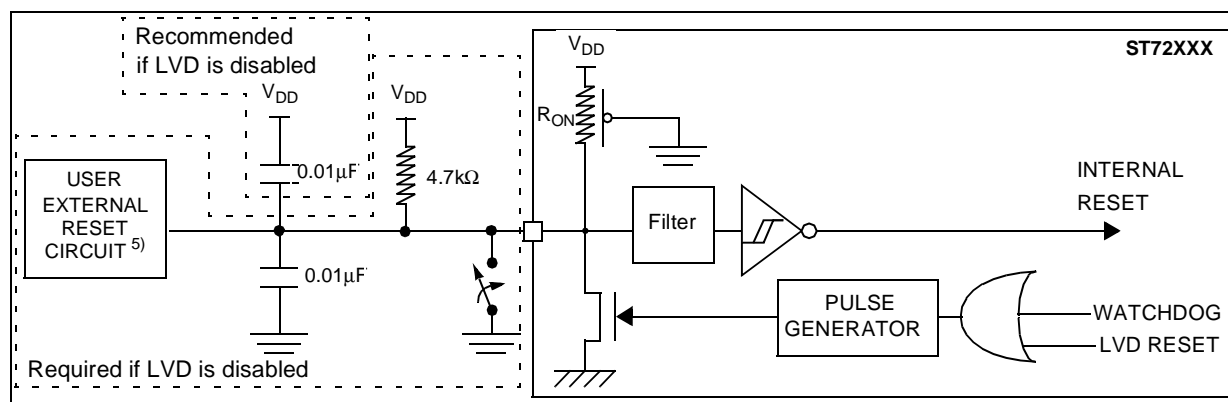 Recommended
if LVD is disabled
VDD
0.01µF
VDD
4.7kΩ
USER
EXTERNAL
RESET
CIRCUIT 5)
0.01µF
Required if LVD is disabled
ST72XXX
VDD
RON
Filter
INTERNAL
RESET
PULSE
GENERATOR
WATCHDOG
LVD RESET